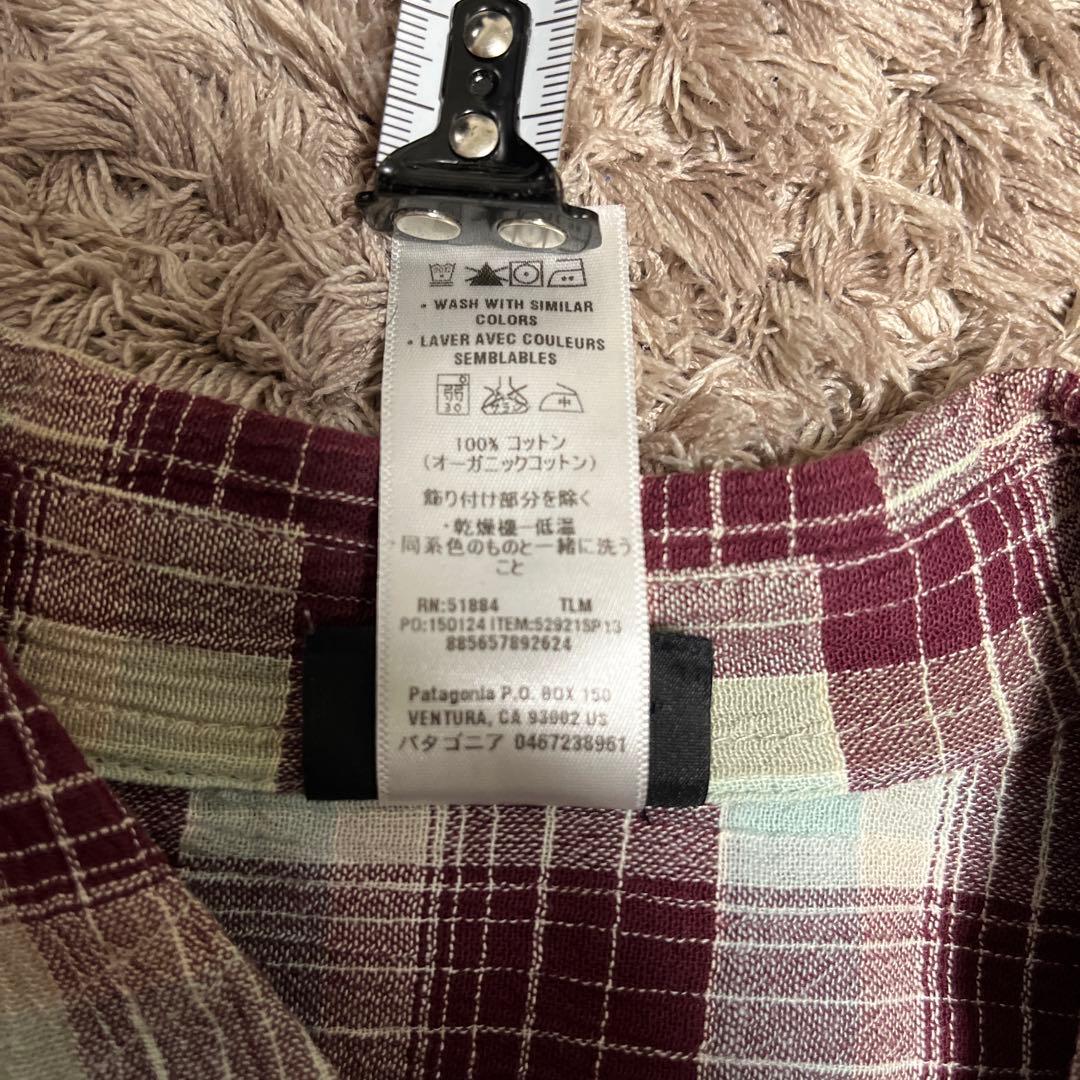 • WASH WITH SIMILAR
COLORS
• LAVER AVEC COULEURS
SEMBLABLES
30
中
100% コットン
(オーガニックコットン)
飾り付け部分を除く
・乾燥機ー低温
・同系色のものと一緒に洗う
こと
RN:51884 TLM
PO:150124 ITEM:52921SP13
885657892624
Patagonia P.O. BOX 150
VENTURA, CA 93002 US
パタゴニア 0467238961